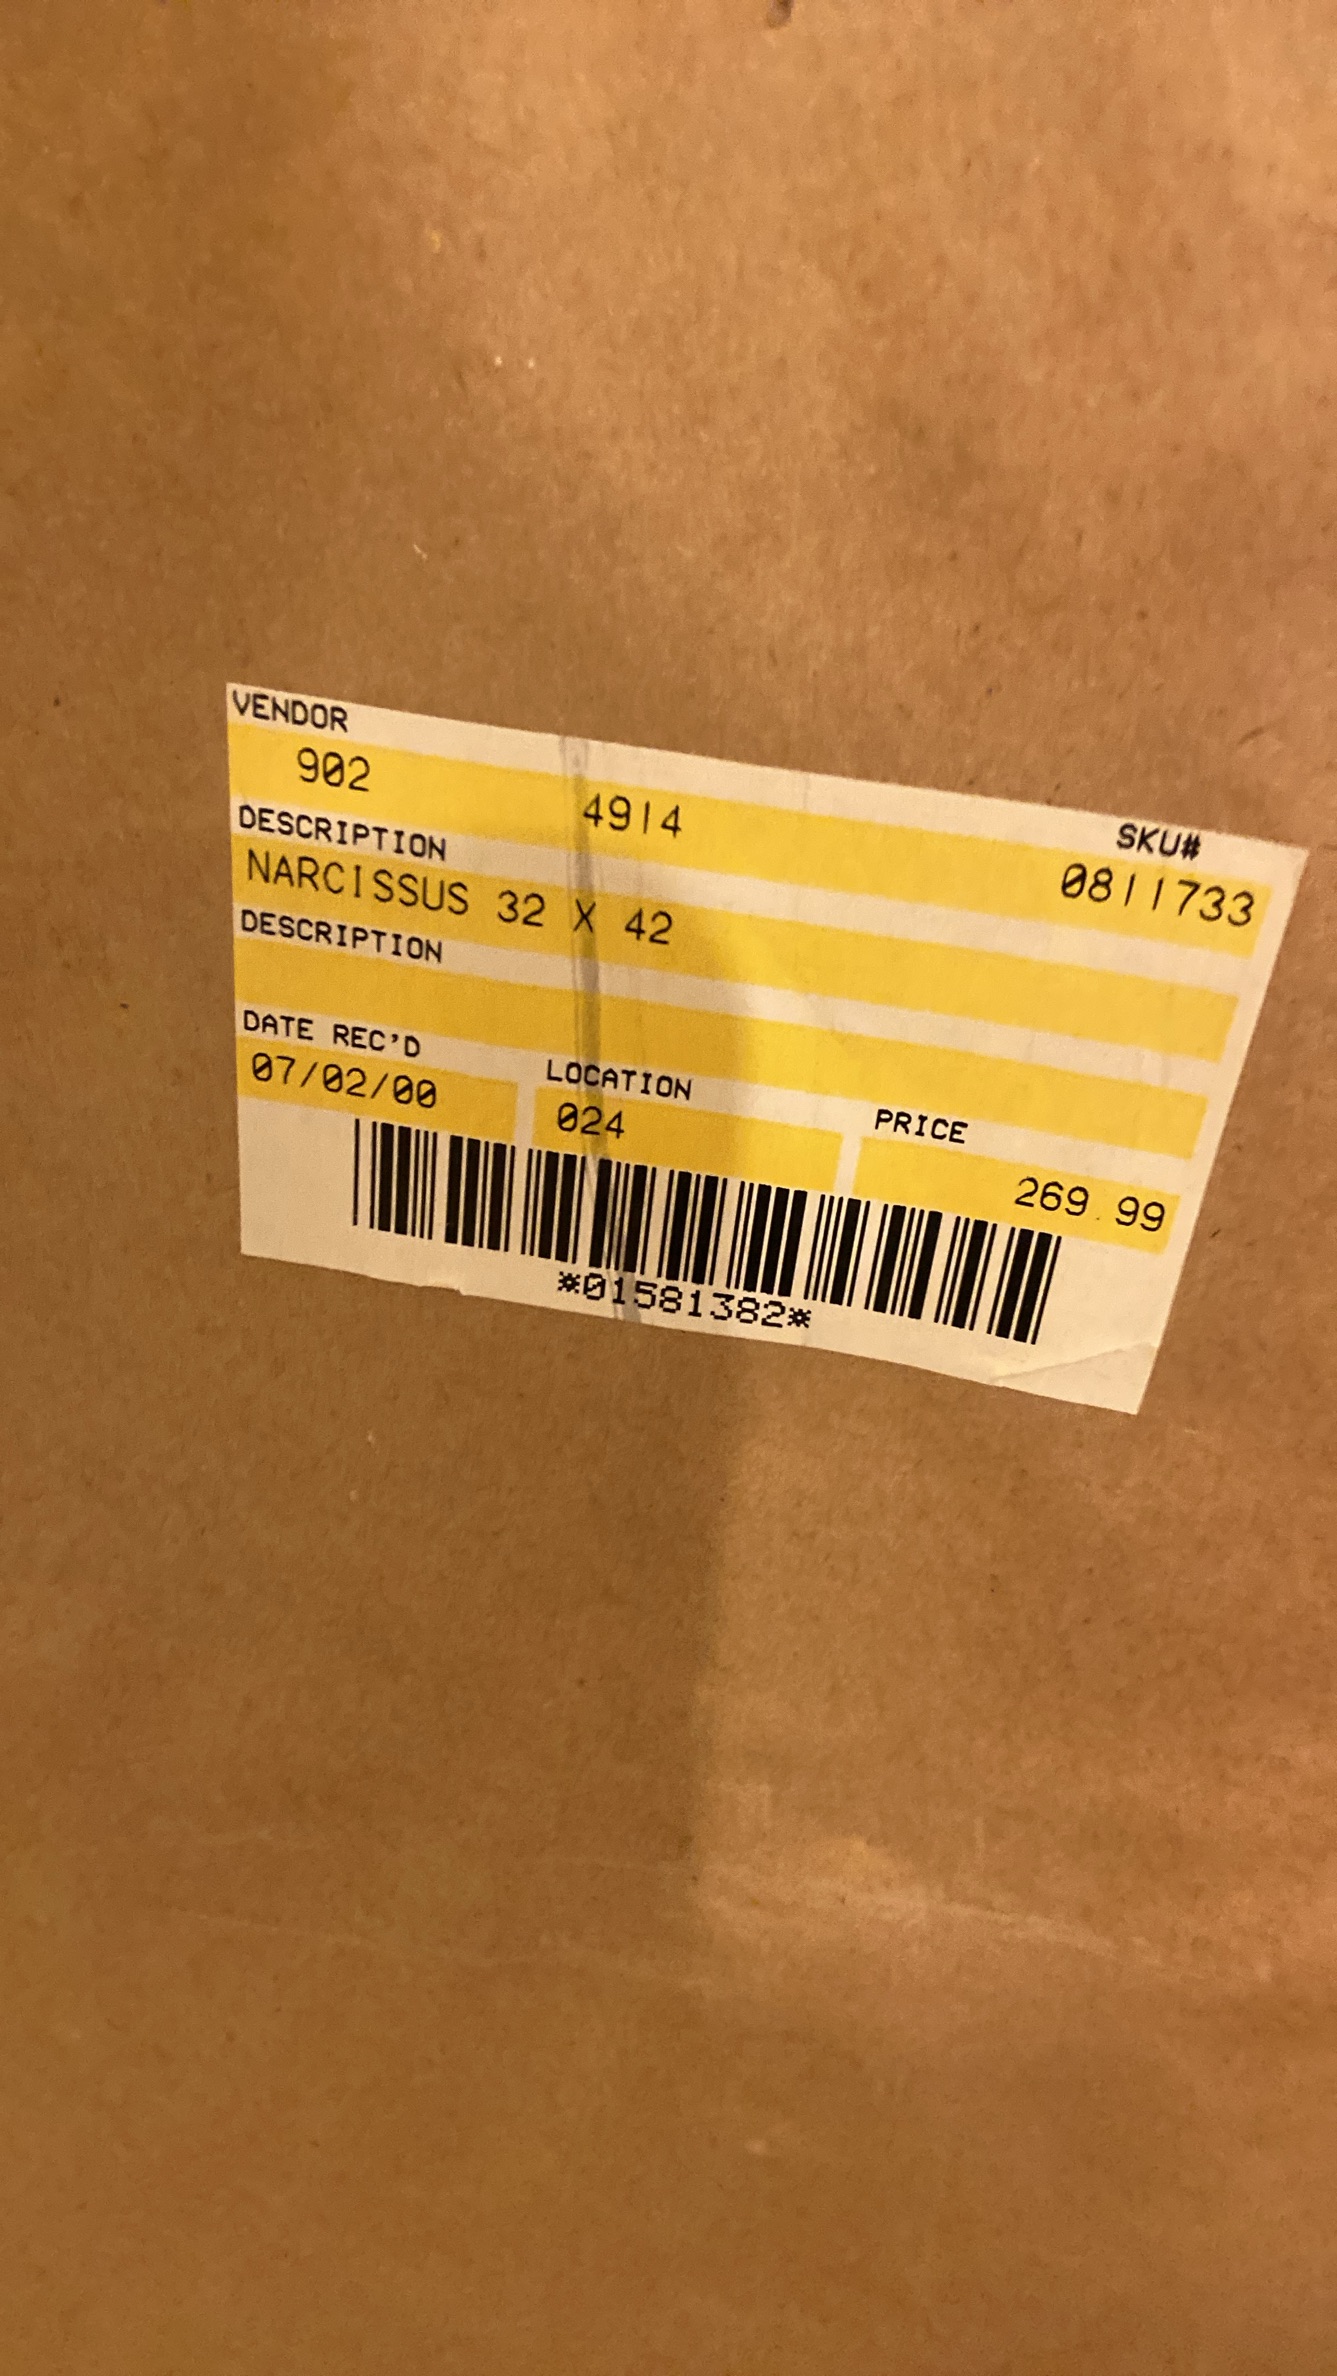 VENDOR
902 4914
SKU#
0811733
DESCRIPTION
NARCISSUS 32 X 42
DESCRIPTION
DATE REC'D
07/02/00
LOCATION
024
PRICE
269.99
*01581382*